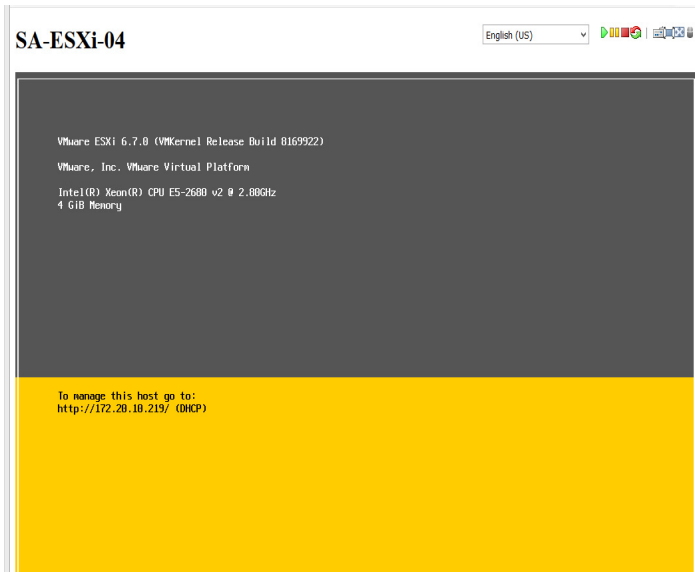 SA-ESXi-04
English (US)
VMware ESXi 6.7.0 (VMKernel Release Build 8169922)
VMware, Inc. VMware Virtual Platform
Intel(R) Xeon(R) CPU E5-2680 v2 @ 2.80GHz
4 GiB Memory
To manage this host go to:
http://172.20.10.219/ (DHCP)